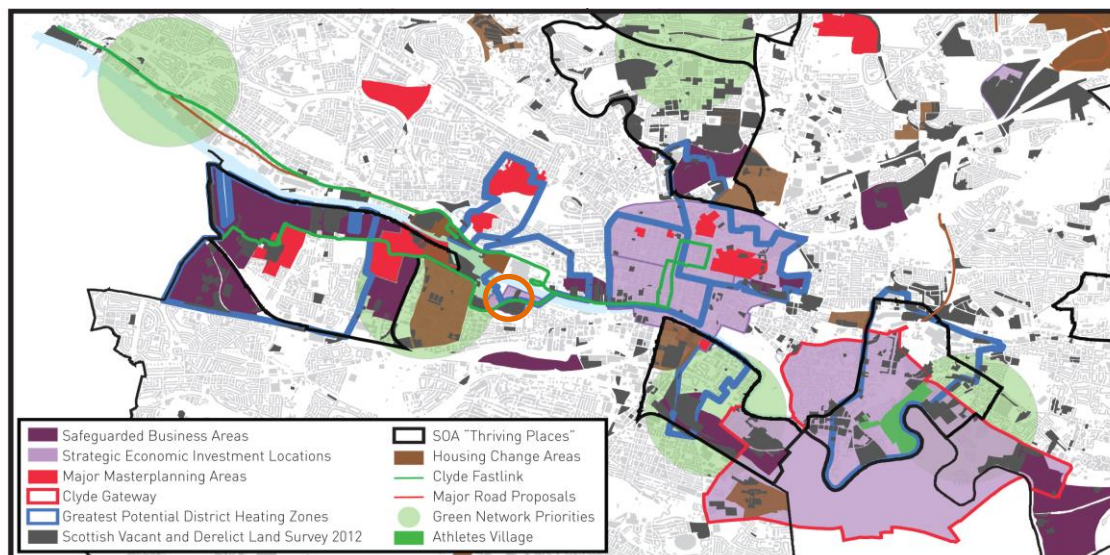 Safeguarded Business Areas
Strategic Economic Investment Locations
Major Masterplanning Areas
Clyde Gateway
Greatest Potential District Heating Zones
Scottish Vacant and Derelict Land Survey 2012
SOA "Thriving Places"
Housing Change Areas
Clyde Fastlink
Major Road Proposals
Green Network Priorities
Athletes Village